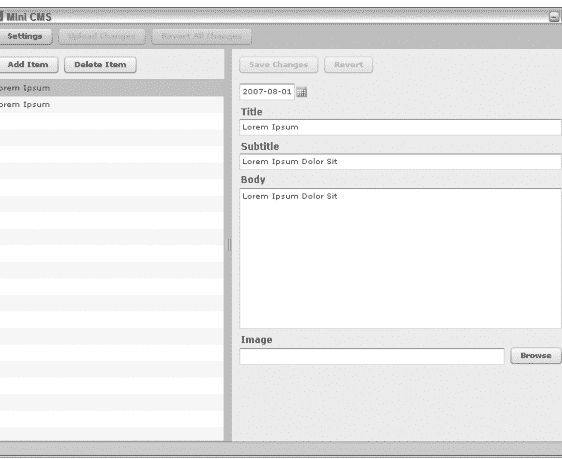 Mini CMS
Settings Upload Changes Revert All Changes
Add Item Delete Item
orem Ipsum
orem Ipsum
Save Changes Revert
2007-08-01
Title
Lorem Ipsum
Subtitle
Lorem Ipsum Dolor Sit
Body
Lorem Ipsum Dolor Sit
Image
Browse